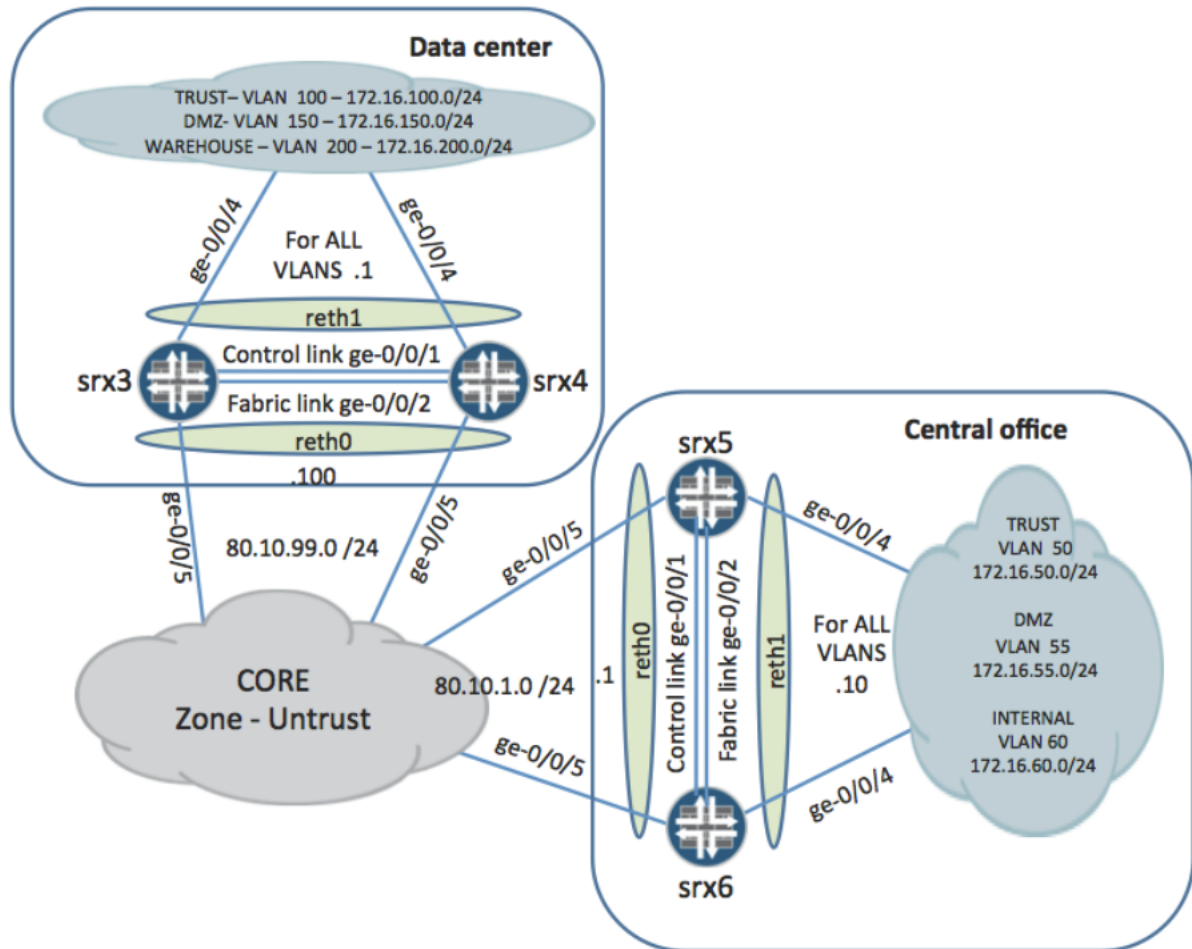 Data center
TRUST– VLAN 100 – 172.16.100.0/24
DMZ- VLAN 150 – 172.16.150.0/24
WAREHOUSE – VLAN 200 – 172.16.200.0/24
ge-0/0/4
ge-0/0/4
For ALL
VLANS .1
reth1
Control link ge-0/0/1
srx3
srx4
Fabric link ge-0/0/2
reth0
.100
ge-0/0/5
80.10.99.0 /24
ge-0/0/5
CORE
Zone - Untrust
Central office
srx5
ge-0/0/5
ge-0/0/4
80.10.1.0 /24
.1
reth0
Control link ge-0/0/1
Fabric link ge-0/0/2
reth1
For ALL
VLANS
.10
TRUST
VLAN 50
172.16.50.0/24
DMZ
VLAN 55
172.16.55.0/24
INTERNAL
VLAN 60
172.16.60.0/24
ge-0/0/5
ge-0/0/4
srx6